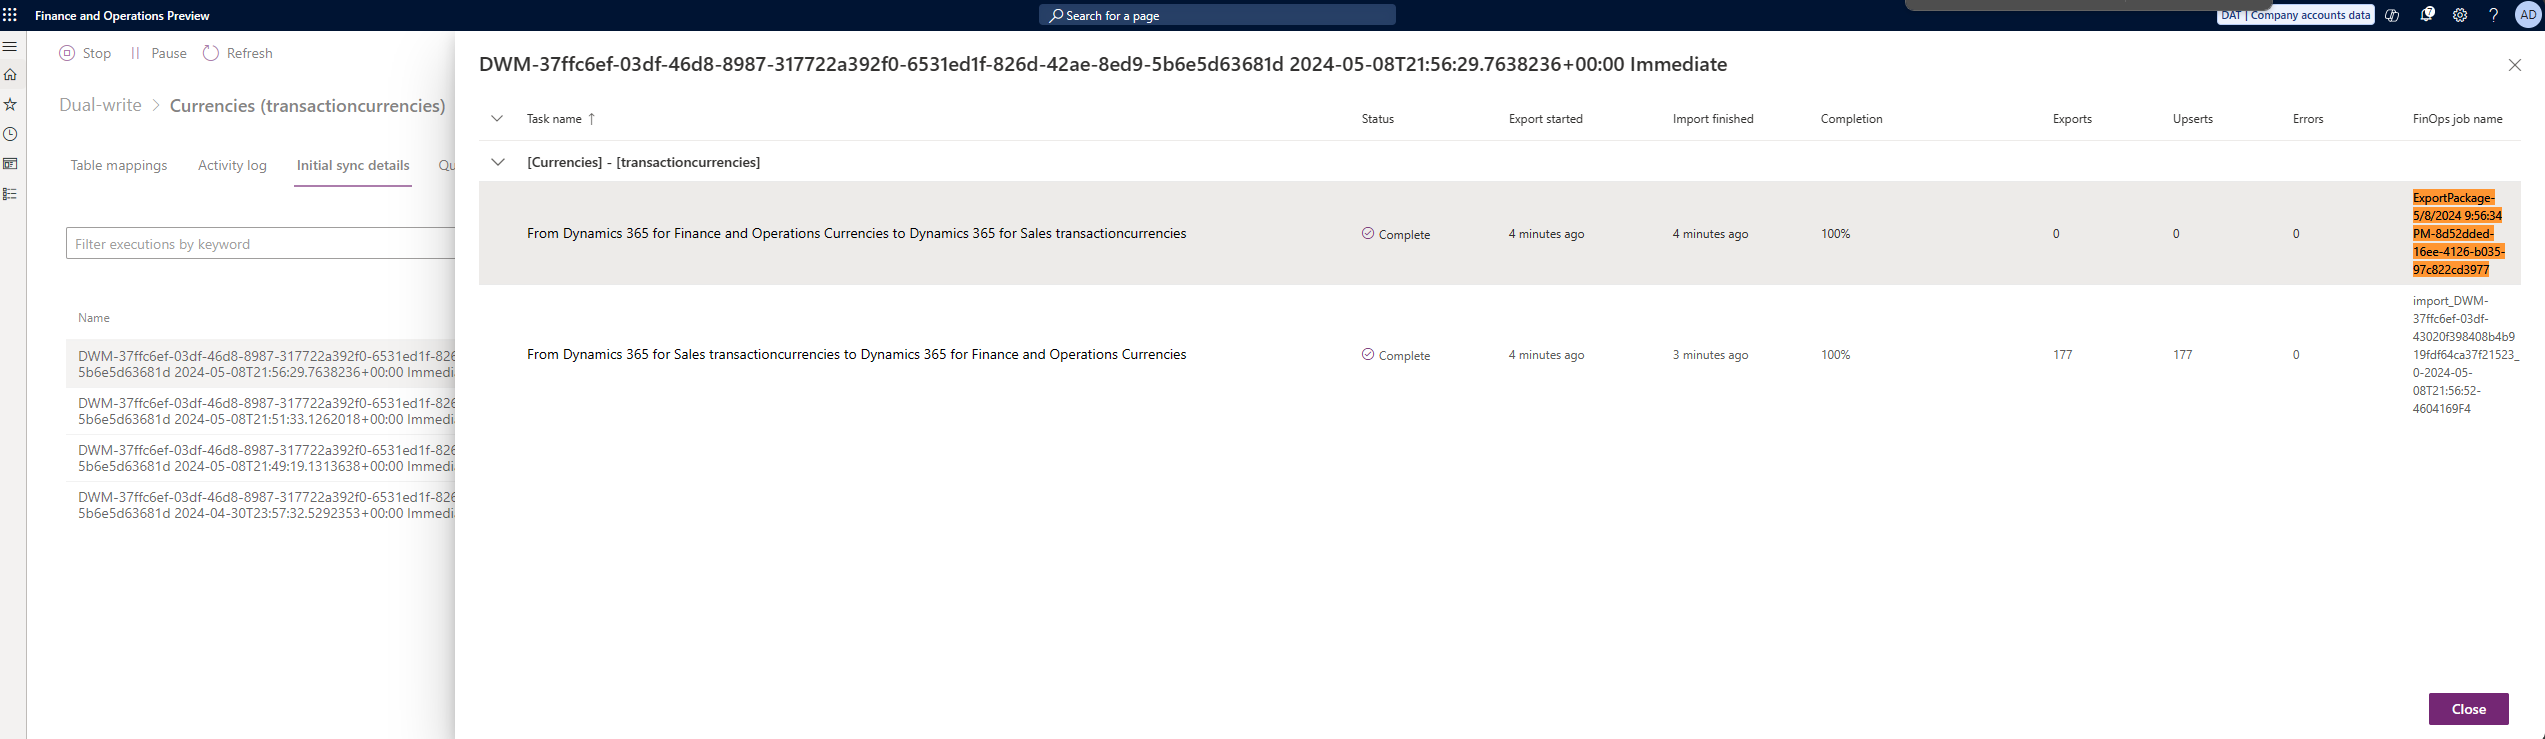 Finance and Operations Preview
Search for a page
DAT | Company accounts data
7
?
AD
Stop
Pause
Refresh
Dual-write > Currencies (transactioncurrencies)
Table mappings
Activity log
Initial sync details
Qu
Filter executions by keyword
Name
DWM-37ffc6ef-03df-46d8-8987-317722a392f0-6531ed1f-826
5b6e5d63681d 2024-05-08T21:56:29.7638236+00:00 Immedi
DWM-37ffc6ef-03df-46d8-8987-317722a392f0-6531ed1f-826
5b6e5d63681d 2024-05-08T21:51:33.1262018+00:00 Immedi
DWM-37ffc6ef-03df-46d8-8987-317722a392f0-6531ed1f-826
5b6e5d63681d 2024-05-08T21:49:19.1313638+00:00 Immedi
DWM-37ffc6ef-03df-46d8-8987-317722a392f0-6531ed1f-826
5b6e5d63681d 2024-04-30T23:57:32.5292353+00:00 Immedi
DWM-37ffc6ef-03df-46d8-8987-317722a392f0-6531ed1f-826d-42ae-8ed9-5b6e5d63681d 2024-05-08T21:56:29.7638236+00:00 Immediate
Task name ↑ Status Export started Import finished Completion Exports Upserts Errors FinOps job name
[Currencies] - [transactioncurrencies]
From Dynamics 365 for Finance and Operations Currencies to Dynamics 365 for Sales transactioncurrencies Complete 4 minutes ago 4 minutes ago 100% 0 0 0
ExportPackage-
5/8/2024 9:56:34
PM-8d52dded-
16ee-4126-b035-
97c822cd3977
From Dynamics 365 for Sales transactioncurrencies to Dynamics 365 for Finance and Operations Currencies Complete 4 minutes ago 3 minutes ago 100% 177 177 0
import_DWM-
37ffc6ef-03df-
43020f398408b4b9
19fdf64ca37f21523_
0-2024-05-
08T21:56:52-
4604169F4
Close